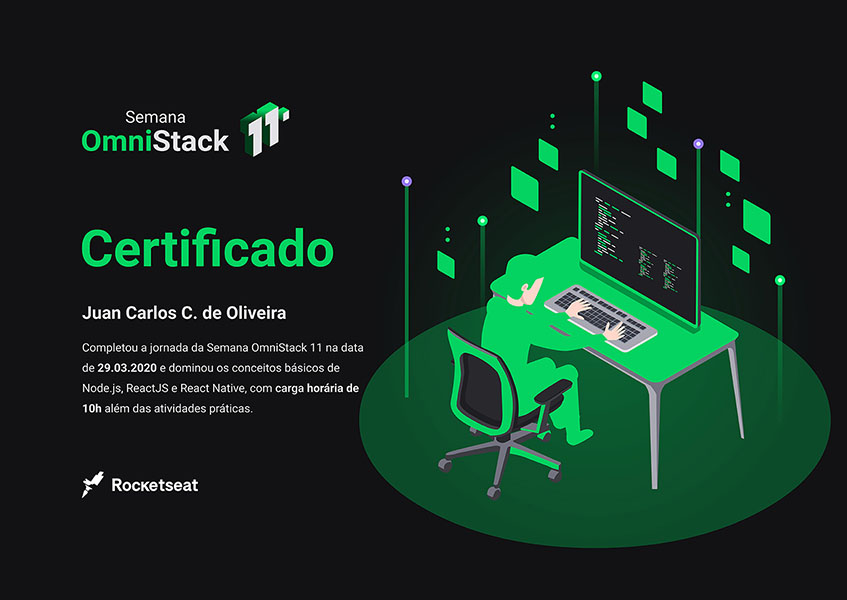 Semana
OmniStack 11
Certificado
Juan Carlos C. de Oliveira
Completou a jornada da Semana OmniStack 11 na data
de 29.03.2020 e dominou os conceitos básicos de
Node.js, ReactJS e React Native, com carga horária de
10h além das atividades práticas.
Rocketseat